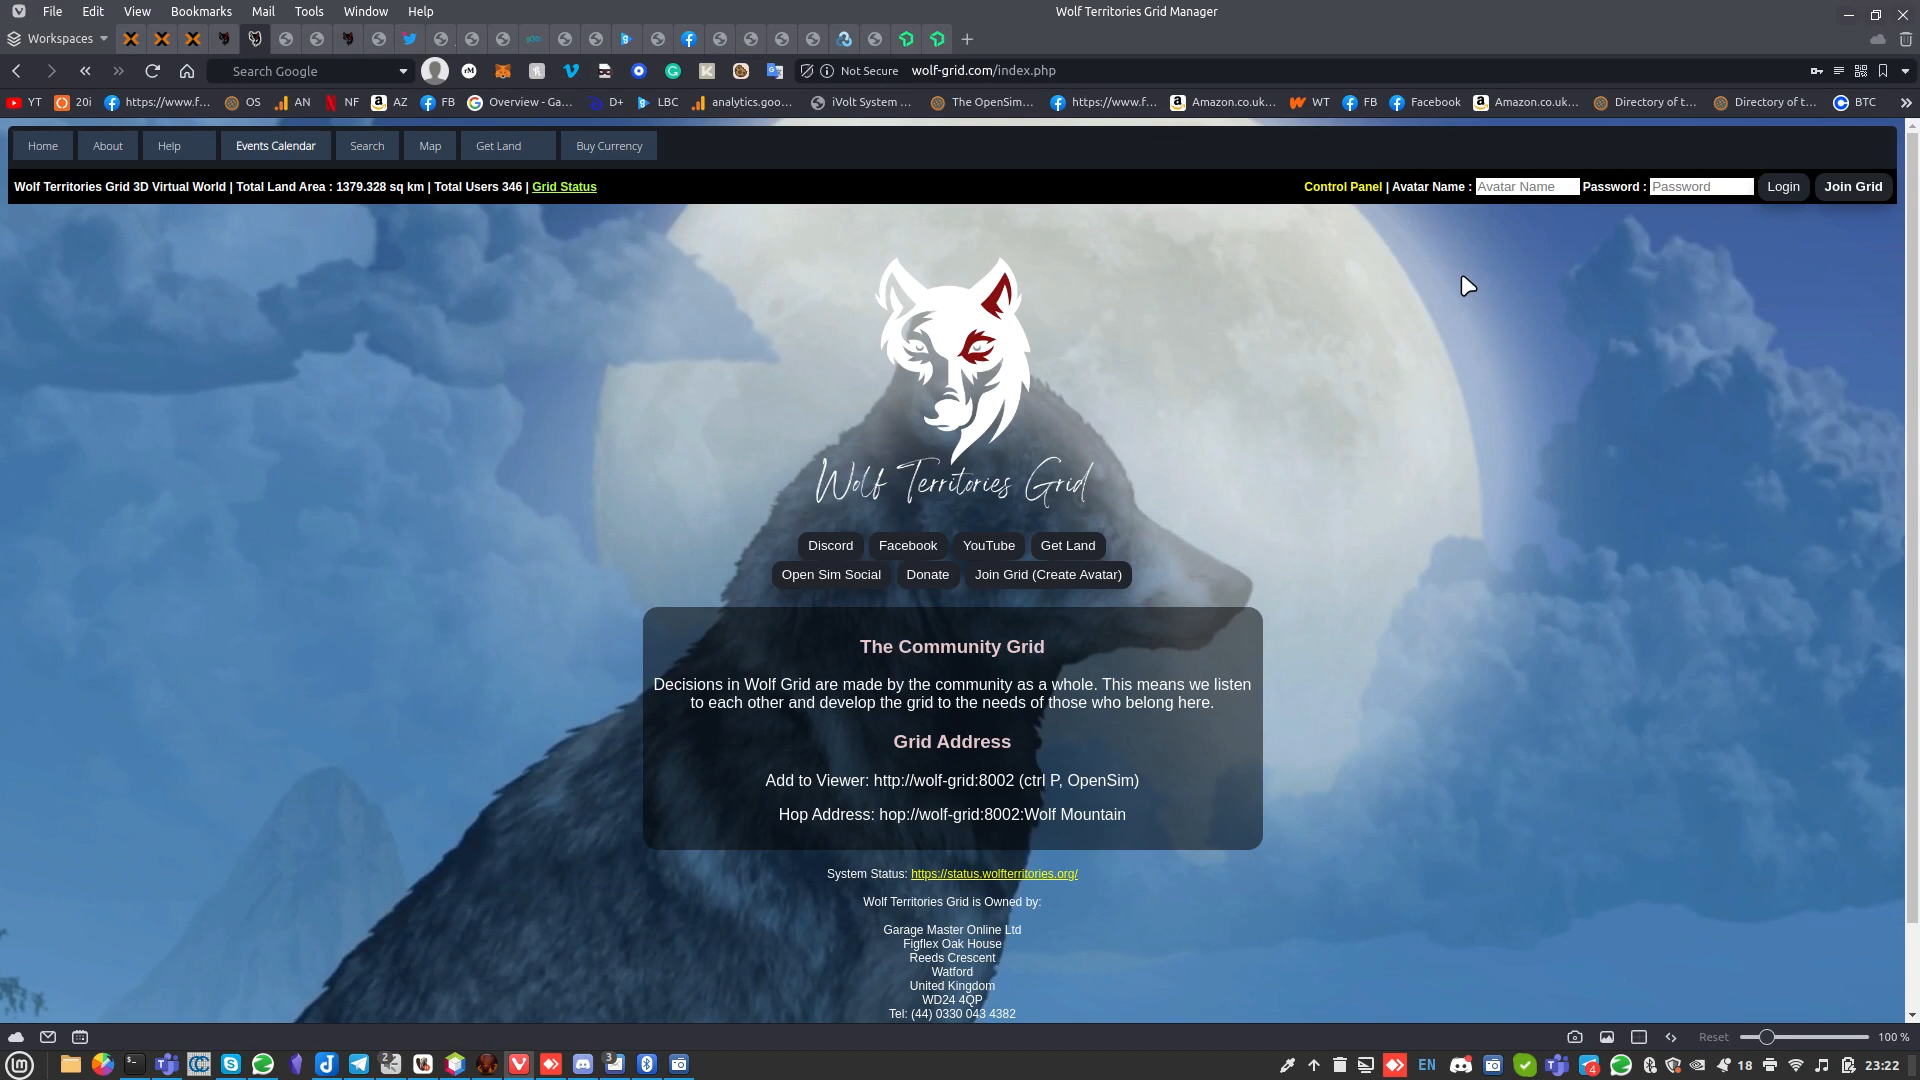 File Edit View Bookmarks Mail Tools Window Help
Wolf Territories Grid Manager
Workspaces
Search Google
Not Secure wolf-grid.com/index.php
YT 20i https://www.f... OS AN NF AZ FB Overview - Ga... D+ LBC analytics.goo... iVolt System ... The OpenSim... https://www.f... Amazon.co.uk... WT FB Facebook Amazon.co.uk... Directory of t... Directory of t... BTC
Home About Help Events Calendar Search Map Get Land Buy Currency
Wolf Territories Grid 3D Virtual World | Total Land Area : 1379.328 sq km | Total Users 346 | Grid Status
Control Panel | Avatar Name : Avatar Name Password : Password Login Join Grid
Wolf Territories Grid
Discord Facebook YouTube Get Land
Open Sim Social Donate Join Grid (Create Avatar)
The Community Grid
Decisions in Wolf Grid are made by the community as a whole. This means we listen
to each other and develop the grid to the needs of those who belong here.
Grid Address
Add to Viewer: http://wolf-grid:8002 (ctrl P, OpenSim)
Hop Address: hop://wolf-grid:8002:Wolf Mountain
System Status: https://status.wolfterritories.org/
Wolf Territories Grid is Owned by:
Garage Master Online Ltd
Figflex Oak House
Reeds Crescent
Watford
United Kingdom
WD24 4QP
Tel: (44) 0330 043 4382
Reset 100 %
EN 18 23:22